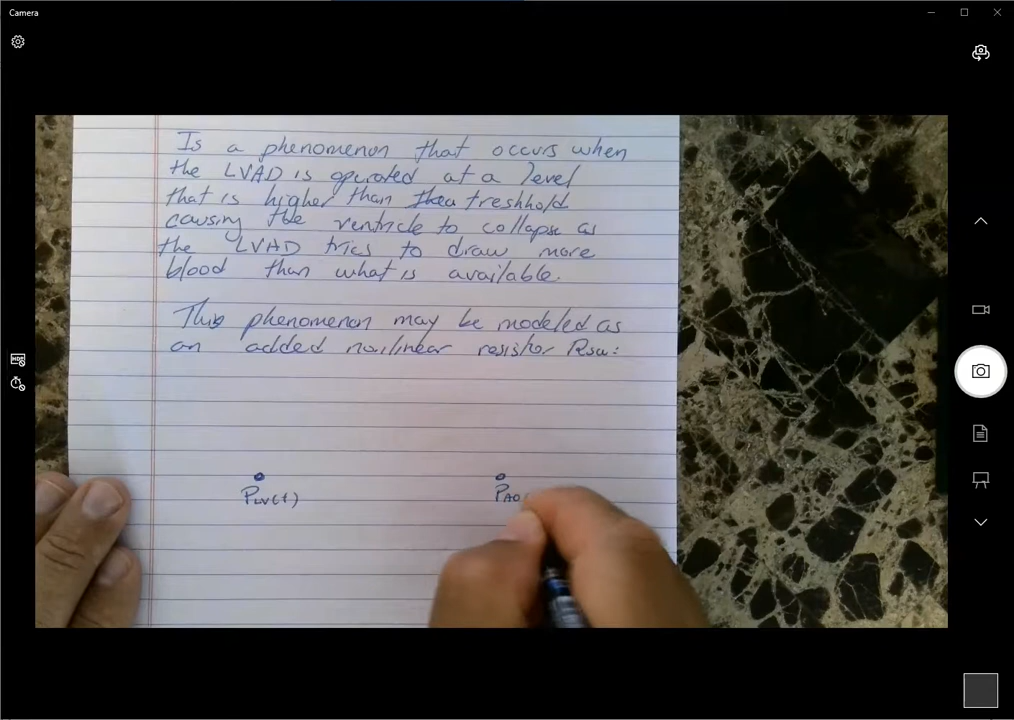 Camera
Is a phenomenon that occurs when
the LVAD is operated at a level
that is higher than a treshhold
causing the ventricle to collapse as
the LVAD tries to draw more
blood than what is available.
This phenomenon may be modeled as
an added nonlinear resistor Rsu:
PLV(t) PAO